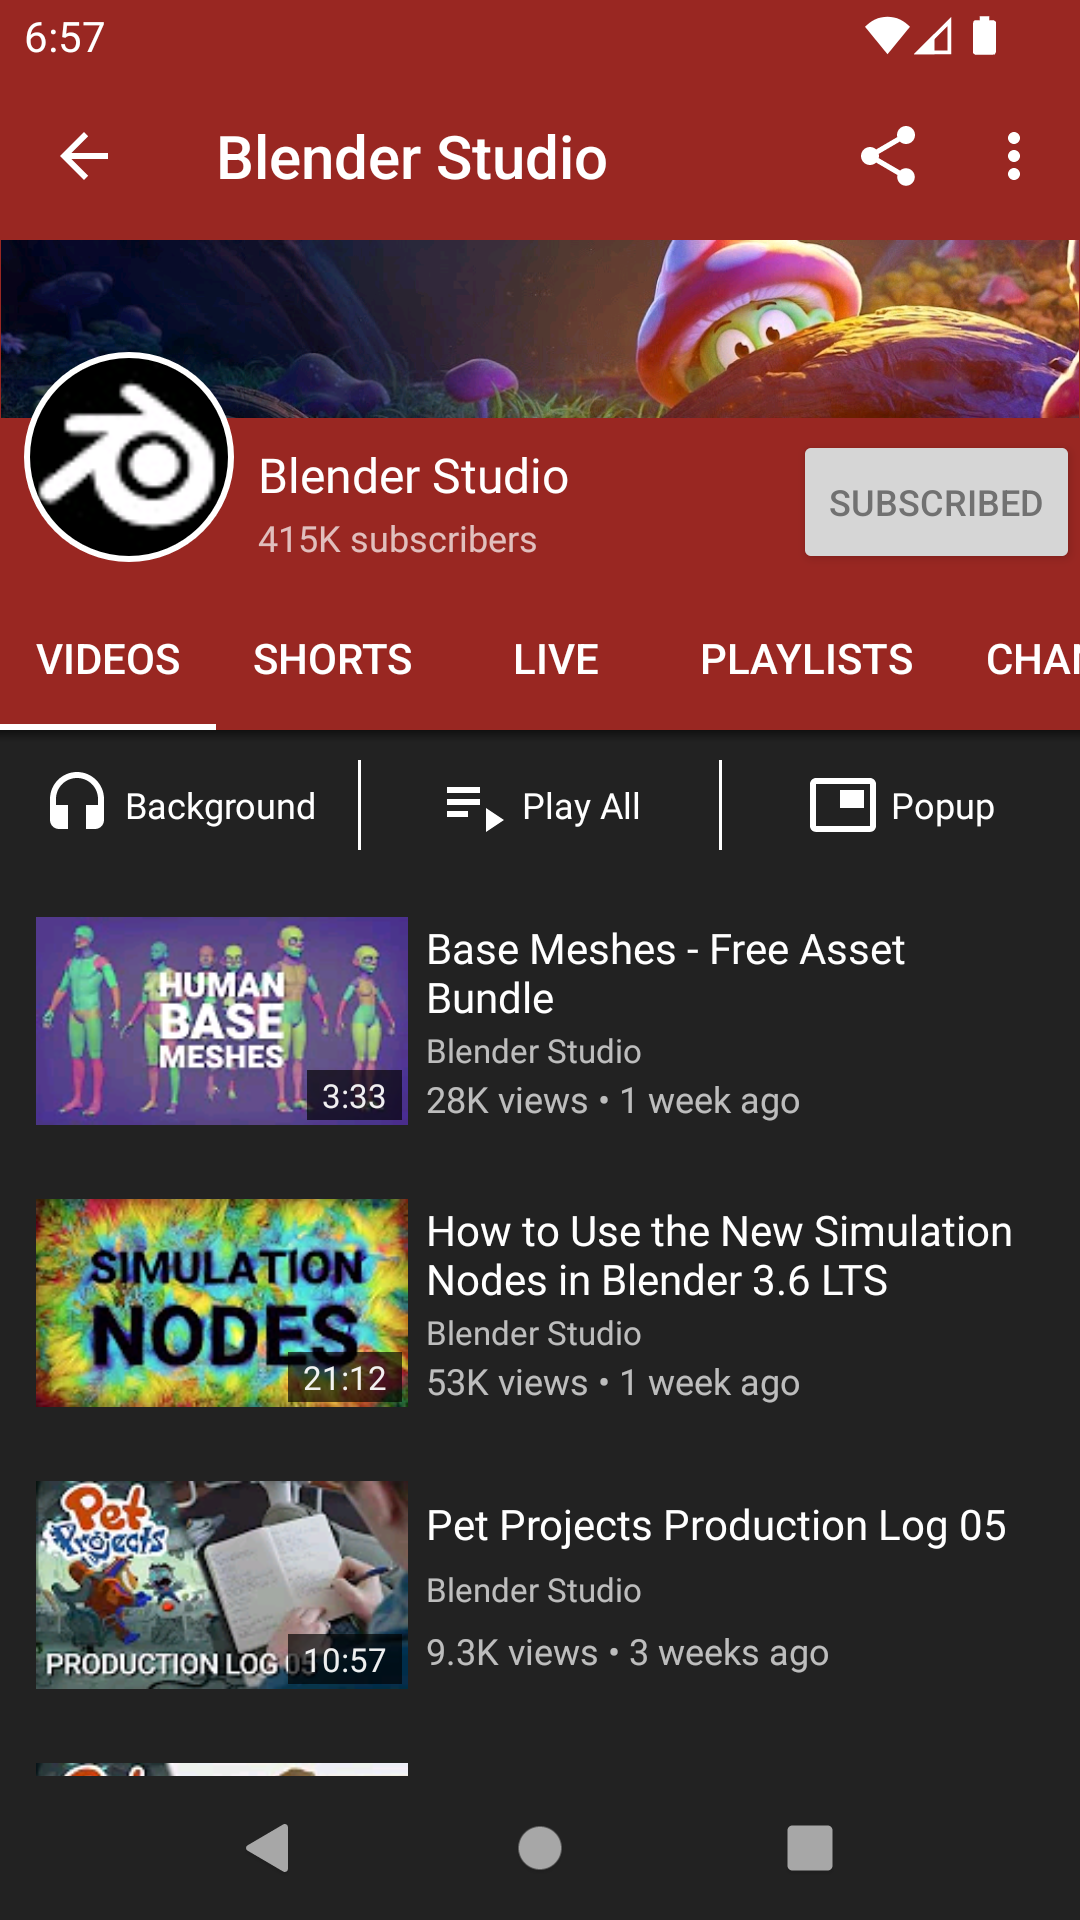 6:57
Blender Studio
Blender Studio
415K subscribers
SUBSCRIBED
VIDEOS
SHORTS
LIVE
PLAYLISTS
CHAN
Background
Play All
Popup
HUMAN
BASE
MESHES
3:33
Base Meshes - Free Asset
Bundle
Blender Studio
28K views • 1 week ago
SIMULATION
NODES
21:12
How to Use the New Simulation
Nodes in Blender 3.6 LTS
Blender Studio
53K views • 1 week ago
Pet
Projects
PRODUCTION LOG
10:57
Pet Projects Production Log 05
Blender Studio
9.3K views • 3 weeks ago